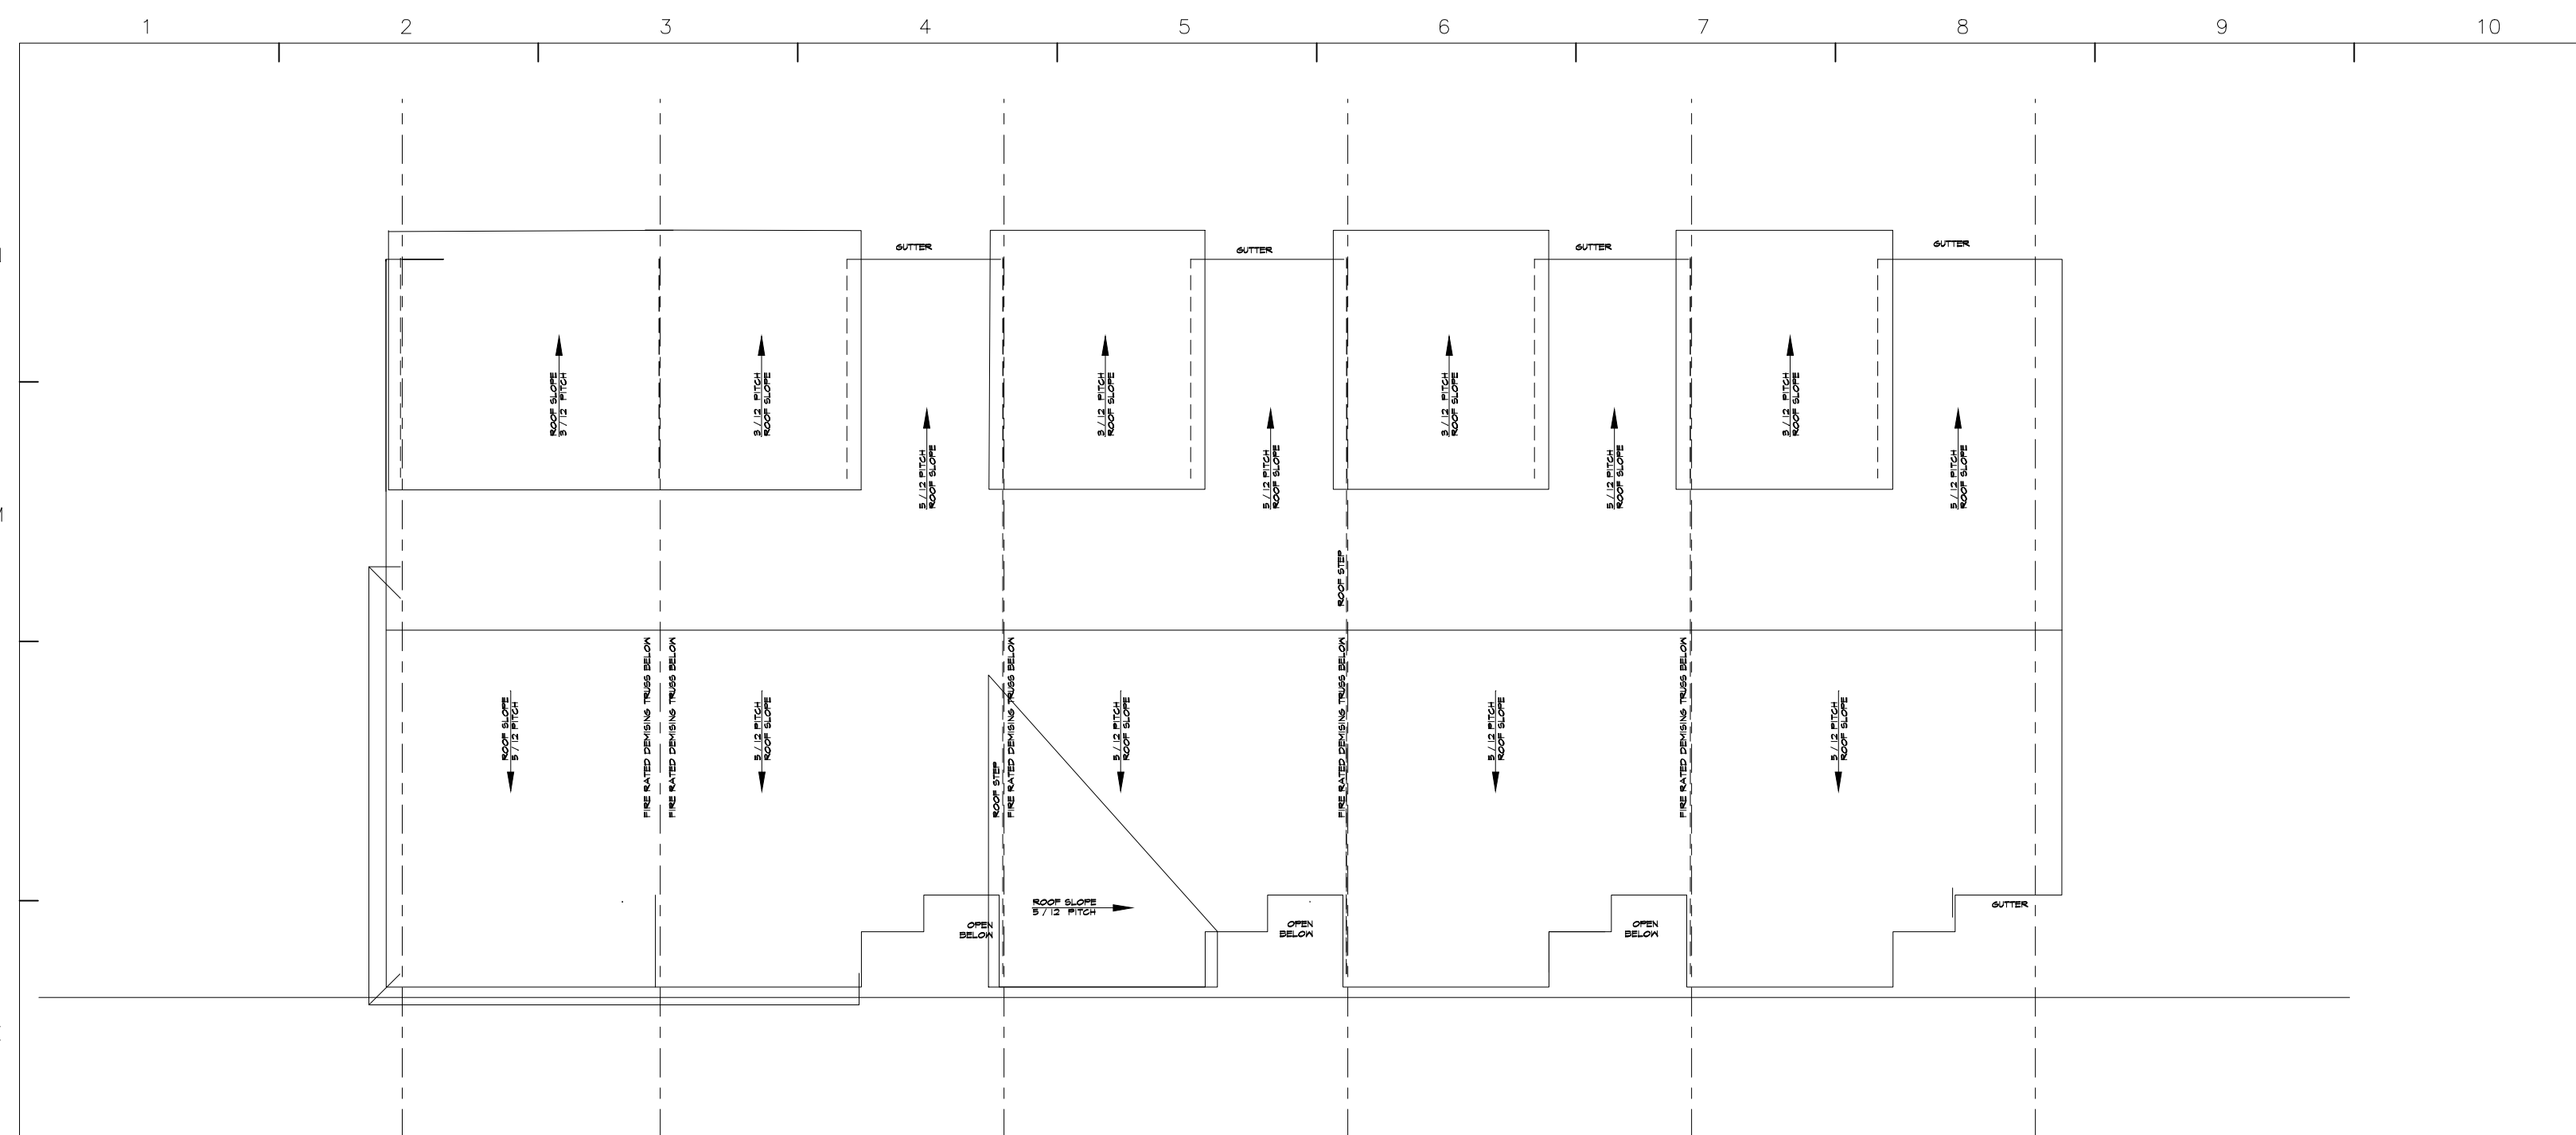 1 2 3 4 5 6 7 8 9 10
GUTTER
GUTTER
GUTTER
GUTTER
ROOF SLOPE
3 / 12 PITCH
3 / 12 PITCH
ROOF SLOPE
3 / 12 PITCH
ROOF SLOPE
3 / 12 PITCH
ROOF SLOPE
3 / 12 PITCH
ROOF SLOPE
5 / 12 PITCH
ROOF SLOPE
5 / 12 PITCH
ROOF SLOPE
5 / 12 PITCH
ROOF SLOPE
5 / 12 PITCH
ROOF SLOPE
ROOF STEP
ROOF SLOPE
5 / 12 PITCH
FIRE RATED DEMISING TRUSS BELOW
FIRE RATED DEMISING TRUSS BELOW
5 / 12 PITCH
ROOF SLOPE
ROOF STEP
FIRE RATED DEMISING TRUSS BELOW
5 / 12 PITCH
ROOF SLOPE
FIRE RATED DEMISING TRUSS BELOW
5 / 12 PITCH
ROOF SLOPE
FIRE RATED DEMISING TRUSS BELOW
5 / 12 PITCH
ROOF SLOPE
ROOF SLOPE
5 / 12 PITCH
OPEN
BELOW
OPEN
BELOW
OPEN
BELOW
GUTTER